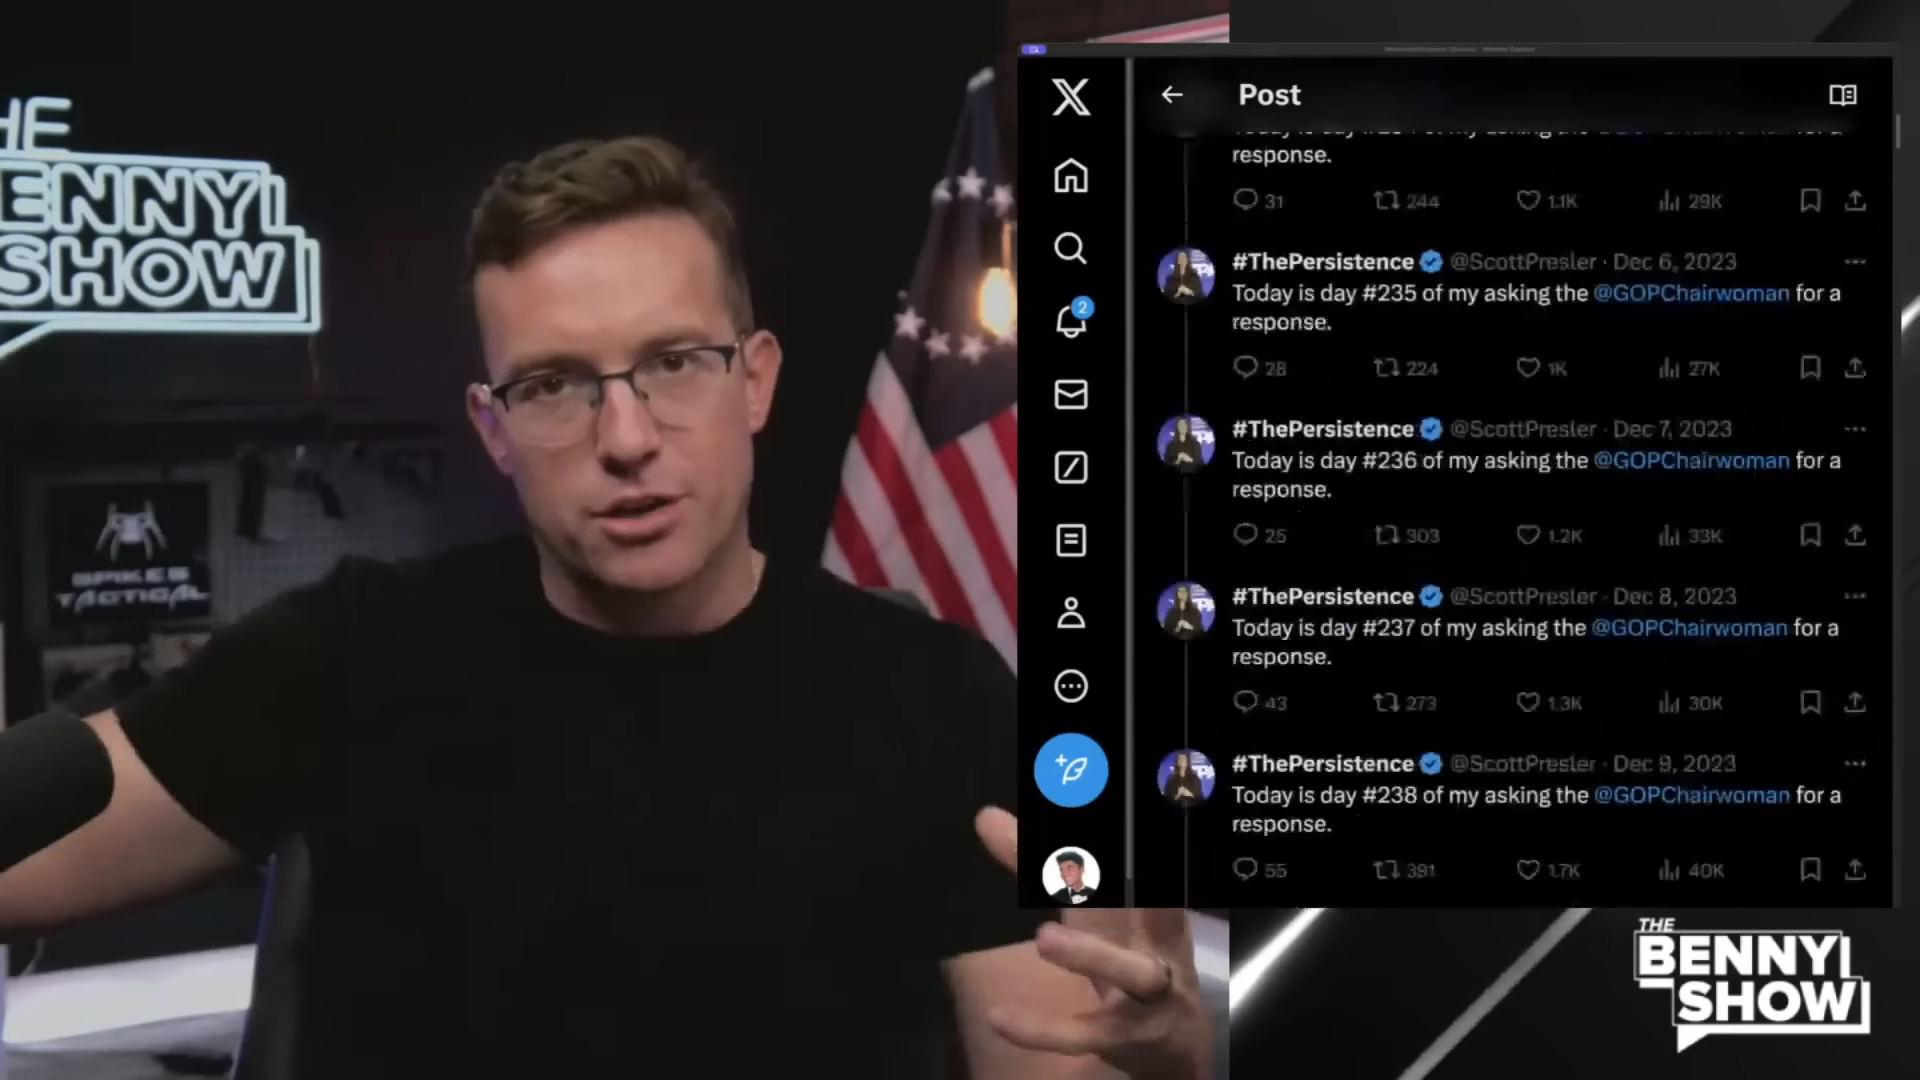 HE
ENNY
SHOW
SPIKES
TACTICAL
Post
response.
31 244 1.1K 29K
#ThePersistence @ScottPresler · Dec 6, 2023
Today is day #235 of my asking the @GOPChairwoman for a
response.
28 224 1K 27K
#ThePersistence @ScottPresler · Dec 7, 2023
Today is day #236 of my asking the @GOPChairwoman for a
response.
25 303 1.2K 33K
#ThePersistence @ScottPresler · Dec 8, 2023
Today is day #237 of my asking the @GOPChairwoman for a
response.
43 273 1.3K 30K
#ThePersistence @ScottPresler · Dec 9, 2023
Today is day #238 of my asking the @GOPChairwoman for a
response.
55 391 1.7K 40K
2
THE
BENNY
SHOW